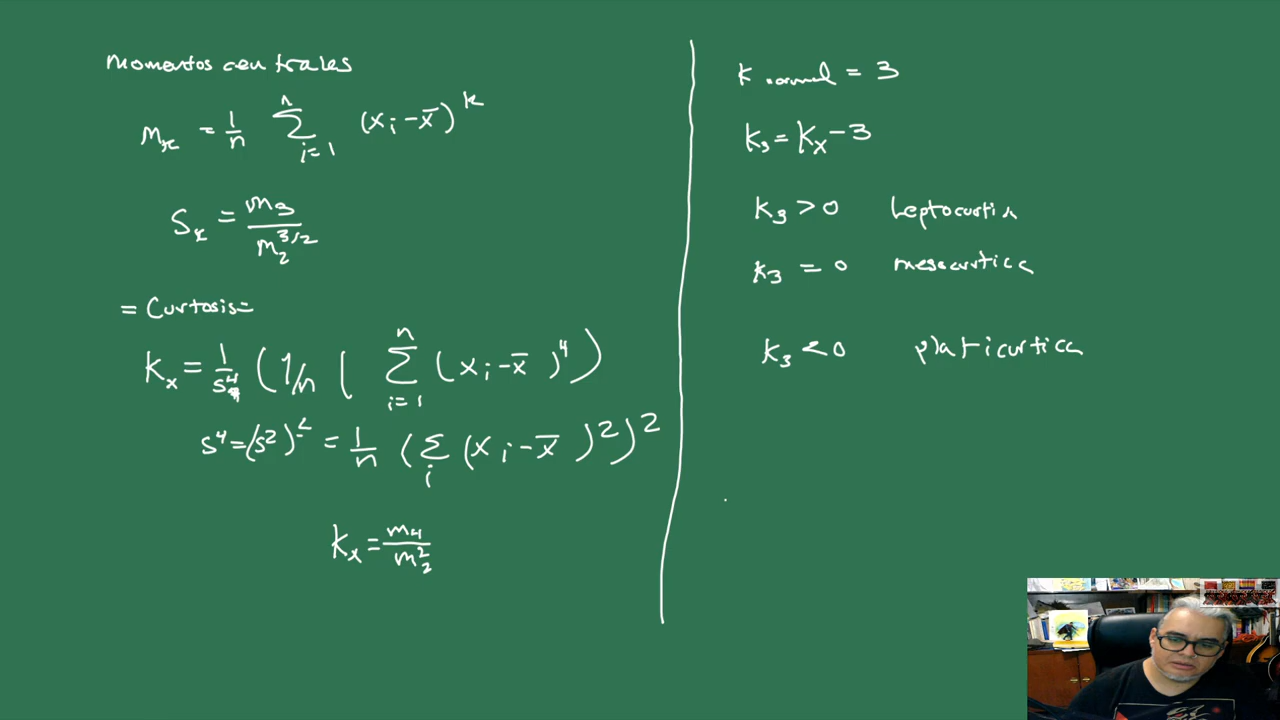 Momentos centrales
m_k = 1/n Σ_{i=1}^{n} (x_i - x̄)^k
S_x = m_3 / m_2^{3/2}
= Curtosis =
K_x = 1/s^4 (1/n ( Σ_{i=1}^{n} (x_i - x̄)^4 )
s^4 = (s^2)^2 = 1/n (Σ_i (x_i - x̄)^2)^2
K_x = m_4 / m_2^2
K normal = 3
K_3 = K_x - 3
K_3 > 0 Leptocurtica
K_3 = 0 mesocurtica
K_3 < 0 platicurtica